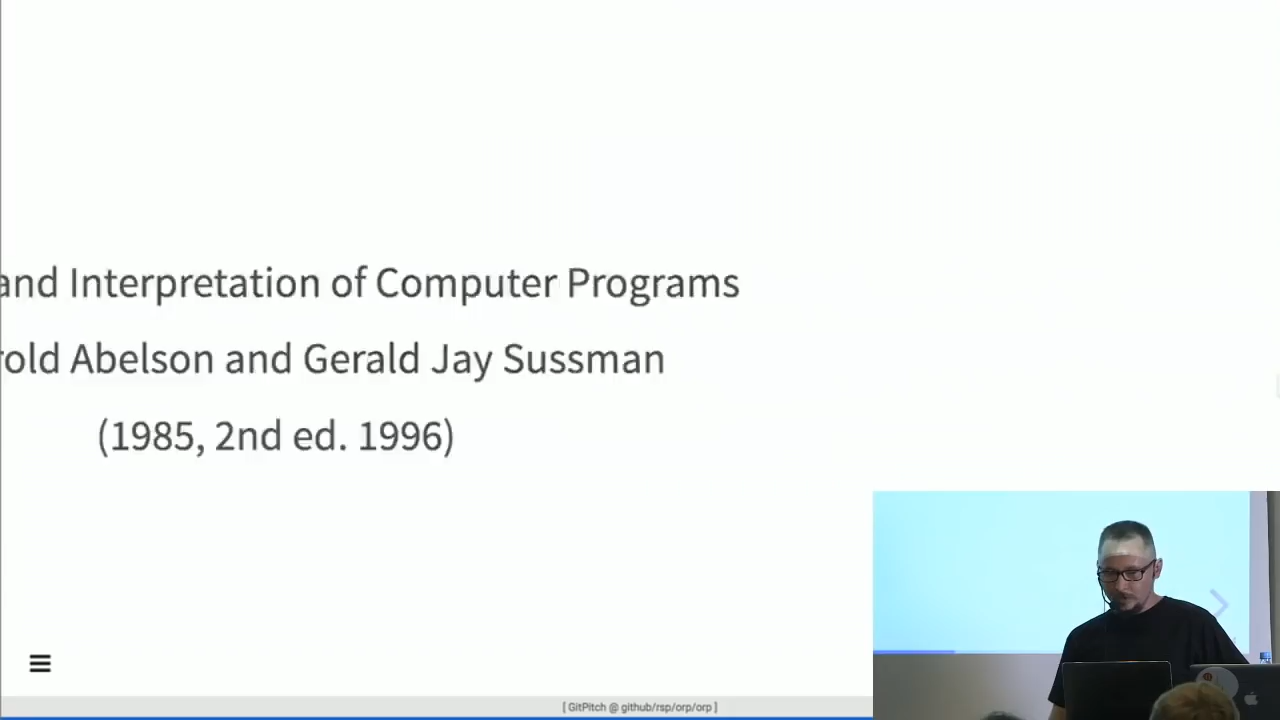 and Interpretation of Computer Programs
rold Abelson and Gerald Jay Sussman
(1985, 2nd ed. 1996)
[ GitPitch @ github/rsp/orp/orp ]